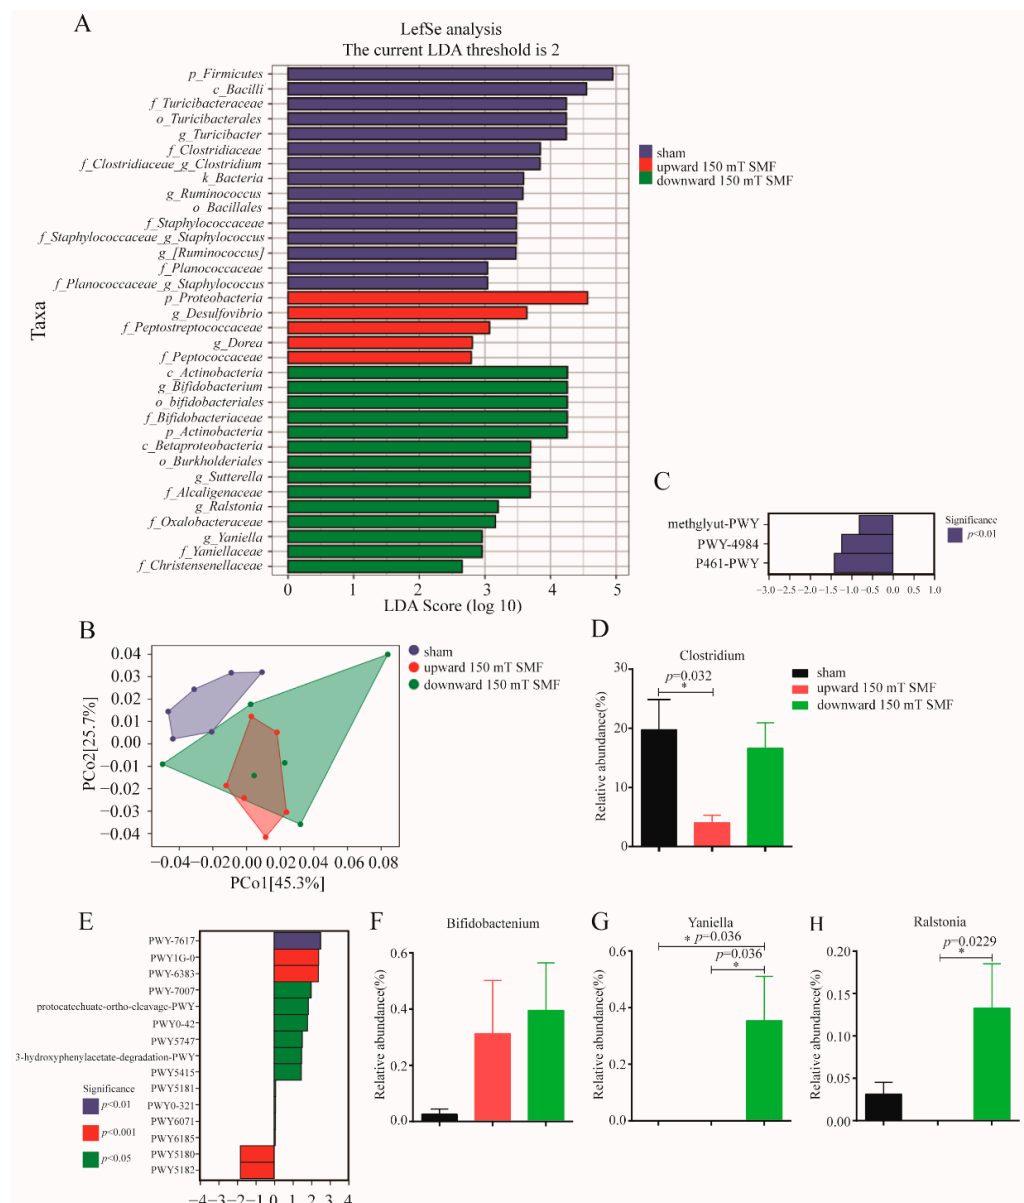 A
LefSe analysis
The current LDA threshold is 2
p_Firmicutes
c_Bacilli
f_Turicibacteraceae
o_Turicibacterales
g_Turicibacter
f_Clostridiaceae
f_Clostridiaceae_g_Clostridium
k_Bacteria
g_Ruminococcus
o_Bacillales
f_Staphylococcaceae
f_Staphylococcaceae_g_Staphylococcus
g_[Ruminococcus]
f_Planococcaceae
f_Planococcaceae_g_Staphylococcus
p_Proteobacteria
g_Desulfovibrio
f_Peptostreptococcaceae
g_Dorea
f_Peptococcaceae
c_Actinobacteria
g_Bifidobacterium
o_bifidobacteriales
f_Bifidobacteriaceae
p_Actinobacteria
c_Betaproteobacteria
o_Burkholderiales
g_Sutterella
f_Alcaligenaceae
g_Ralstonia
f_Oxalobacteraceae
g_Yaniella
f_Yaniellaceae
f_Christensenellaceae
Taxa
0 1 2 3 4 5
LDA Score (log 10)
sham
upward 150 mT SMF
downward 150 mT SMF
C
methglyut-PWY
PWY-4984
P461-PWY
−3.0 −2.5 −2.0 −1.5 −1.0 −0.5 0.0 0.5 1.0
Significance
p<0.01
B
0.04
0.03
0.01
0.01
0.00
−0.01
−0.02
−0.03
−0.03
−0.04
PCo2[25.7%]
−0.04 −0.02 0.00 0.02 0.04 0.06 0.08
PCo1[45.3%]
sham
upward 150 mT SMF
downward 150 mT SMF
D
Clostridium
p=0.032
*
30
20
10
0
Relative abundance(%)
sham
upward 150 mT SMF
downward 150 mT SMF
E
PWY-7617
PWY1G-0
PWY-6383
PWY-7007
protocatechuate-ortho-cleavage-PWY
PWY0-42
PWY5747
3-hydroxyphenylacetate-degradation-PWY
PWY5415
PWY5181
PWY0-321
PWY6071
PWY6185
PWY5180
PWY5182
Significance
p<0.01
p<0.001
p<0.05
−4 −3 −2 −1 0 1 2 3 4
F
Bifidobactenium
0.6
0.4
0.2
0.0
Relative abundance(%)
G
Yaniella
* p=0.036
p=0.036
*
0.6
0.4
0.2
0.0
Relative abundance(%)
H
Ralstonia
p=0.0229
*
0.20
0.15
0.10
0.05
0.00
Relative abundance(%)